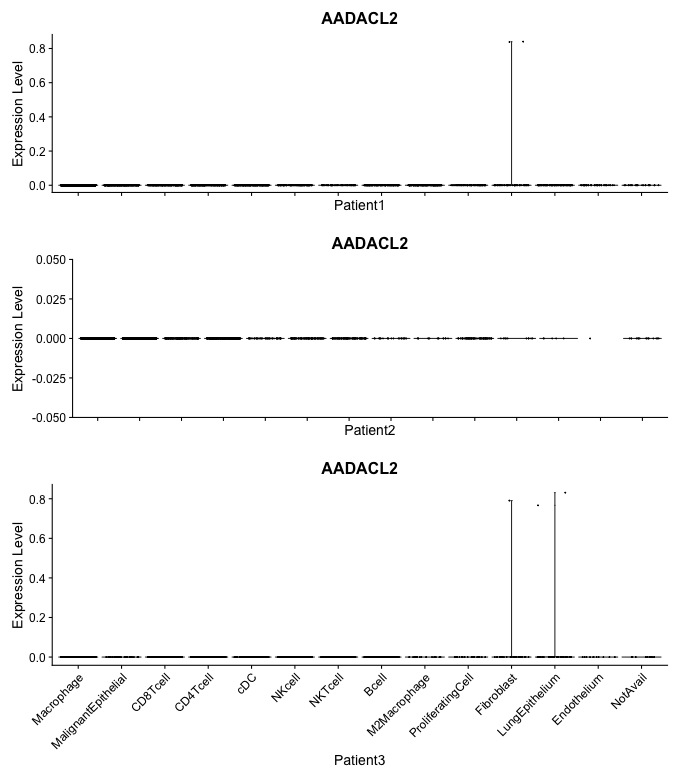 AADACL2
0.8
0.6
0.4
0.2
0.0
Expression Level
Patient1
AADACL2
0.050
0.025
0.000
-0.025
-0.050
Expression Level
Patient2
AADACL2
0.8
0.6
0.4
0.2
0.0
Expression Level
Macrophage
MalignantEpithelial
CD8Tcell
CD4Tcell
cDC
NKcell
NKTcell
Bcell
M2Macrophage
ProliferatingCell
Fibroblast
LungEpithelium
Endothelium
NotAvail
Patient3